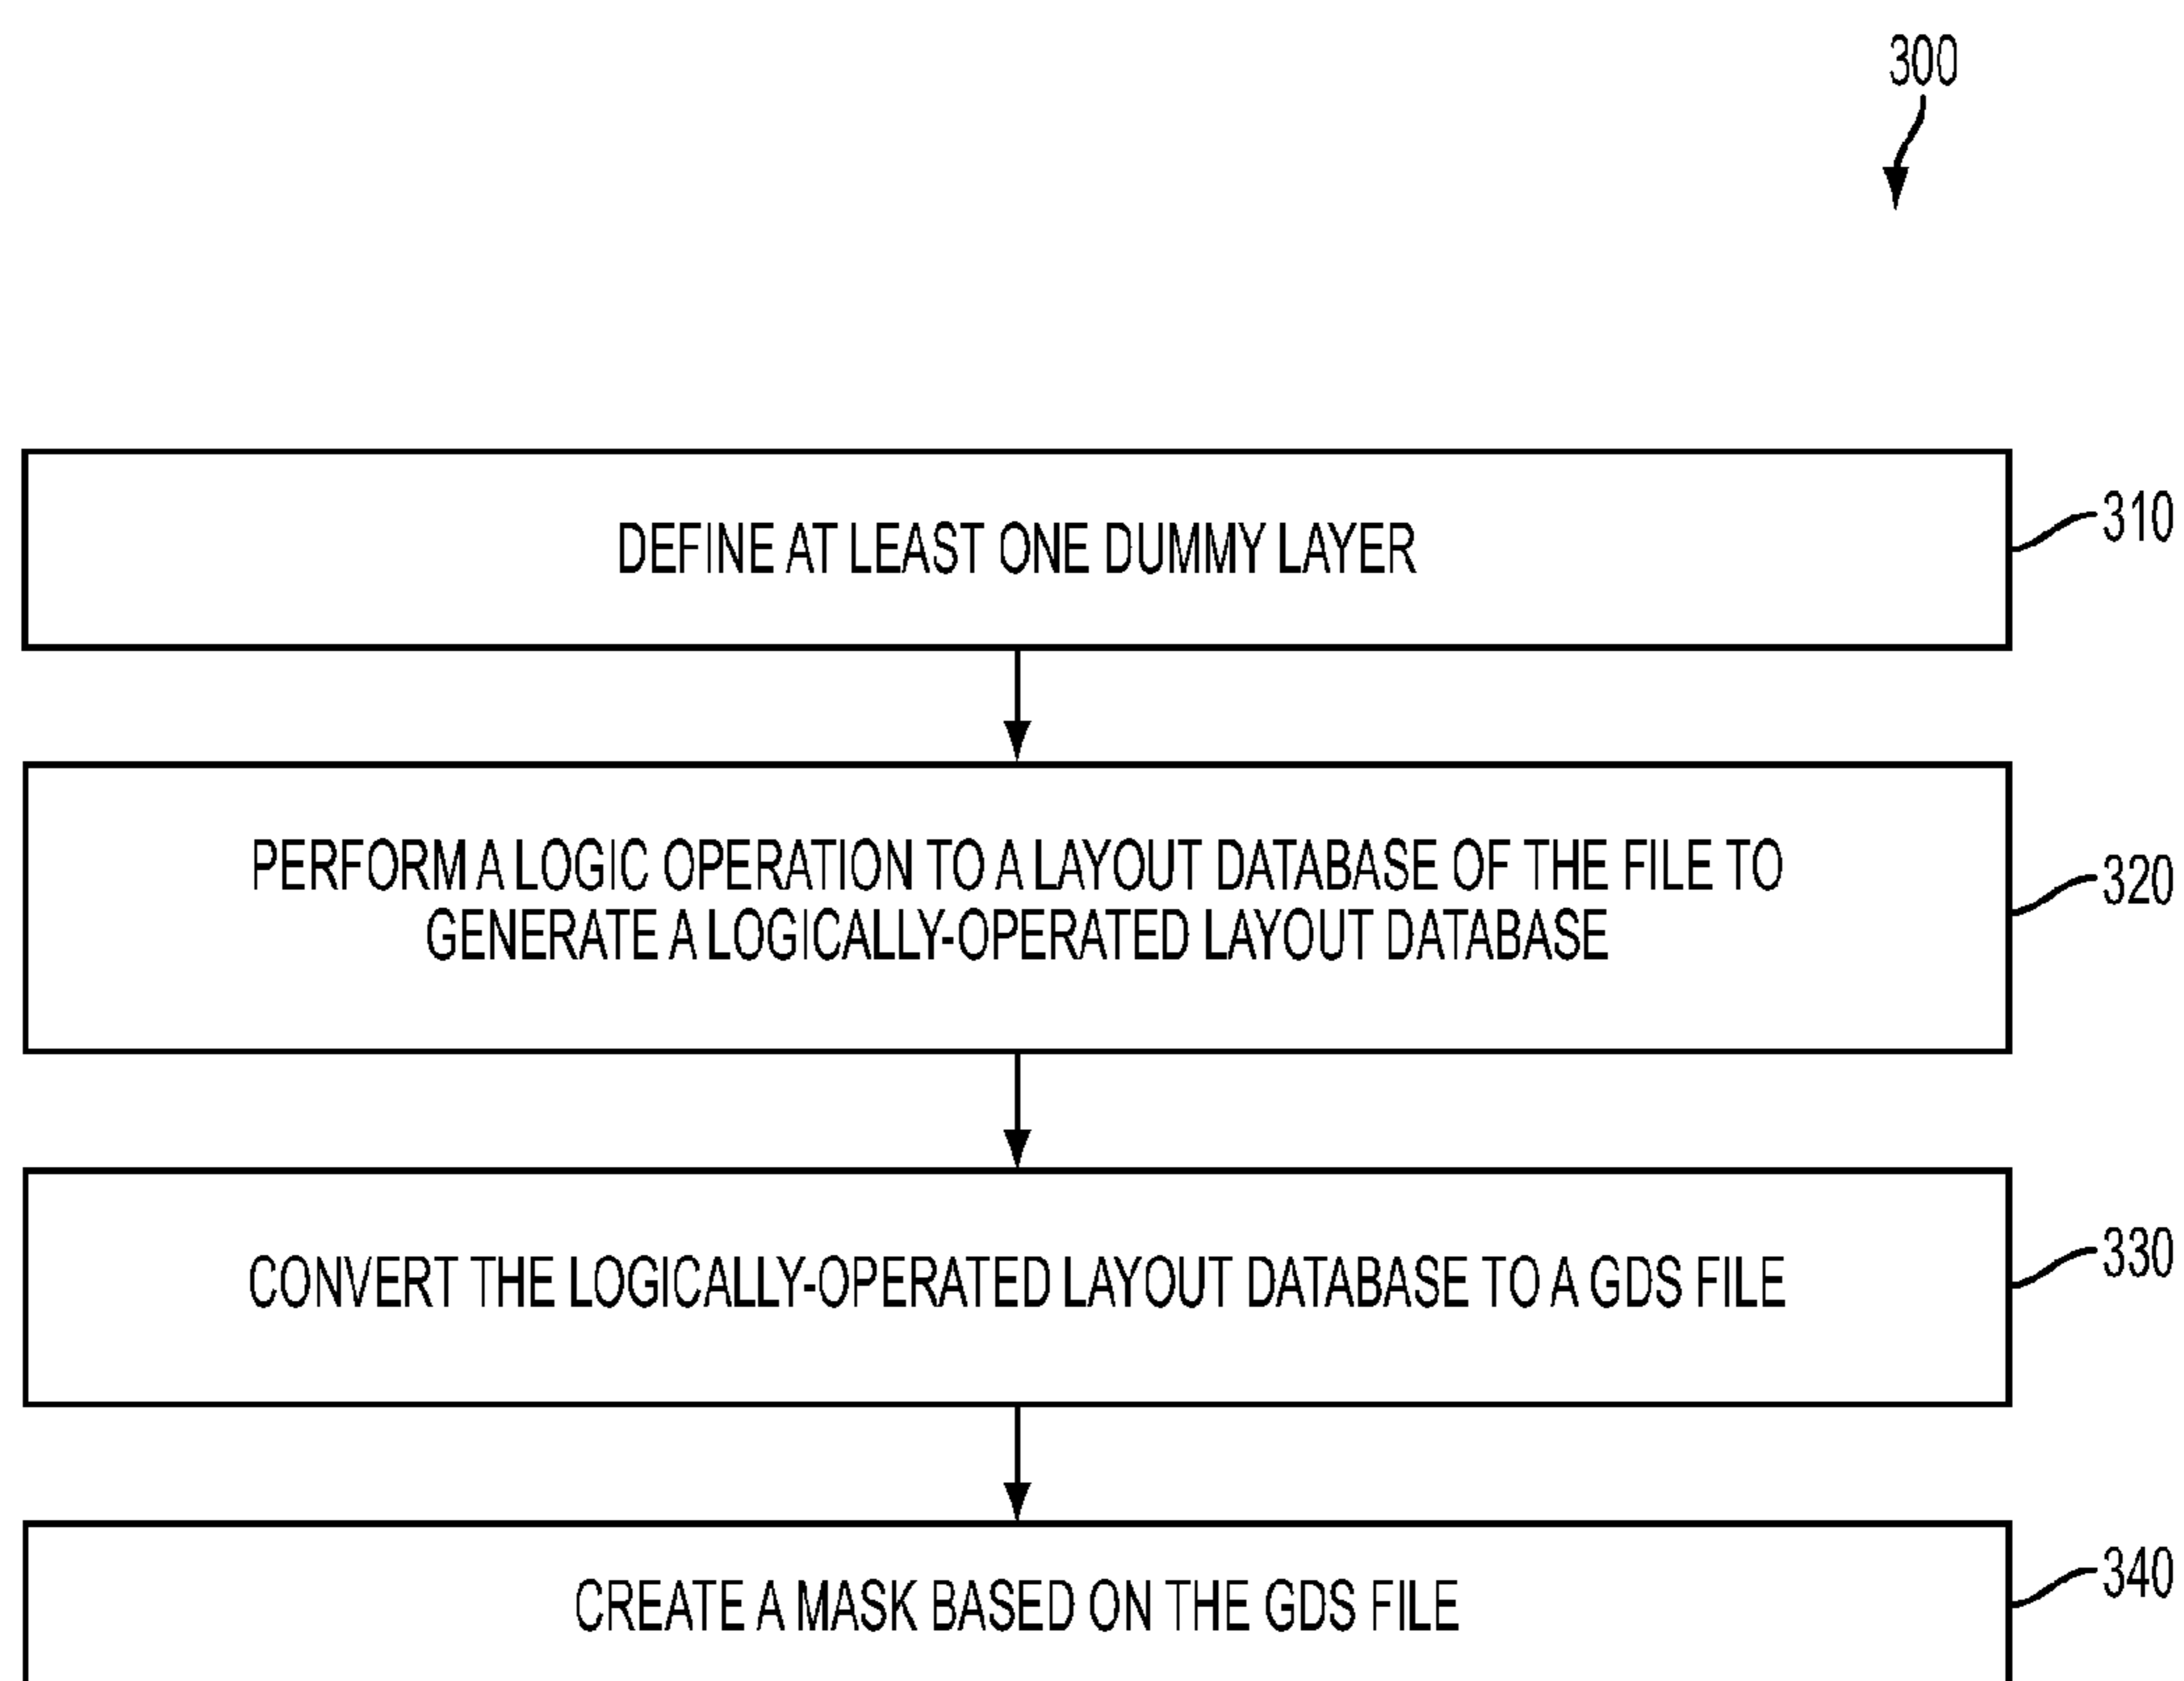 300
DEFINE AT LEAST ONE DUMMY LAYER
310
PERFORM A LOGIC OPERATION TO A LAYOUT DATABASE OF THE FILE TO
GENERATE A LOGICALLY-OPERATED LAYOUT DATABASE
320
CONVERT THE LOGICALLY-OPERATED LAYOUT DATABASE TO A GDS FILE
330
CREATE A MASK BASED ON THE GDS FILE
340